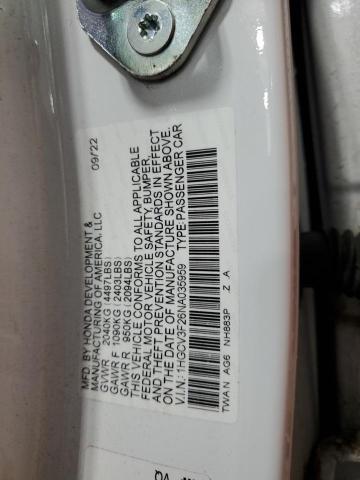 MFD BY HONDA DEVELOPMENT &
MANUFACTURING OF AMERICA, LLC 09/22
GVWR 2040KG (4497LBS)
GAWR F 1090KG (2403LBS)
GAWR R 950KG (2094LBS)
THIS VEHICLE CONFORMS TO ALL APPLICABLE
FEDERAL MOTOR VEHICLE SAFETY, BUMPER,
AND THEFT PREVENTION STANDARDS IN EFFECT
ON THE DATE OF MANUFACTURE SHOWN ABOVE.
V.I.N.: 1HGCV3F26NA035959 TYPE:PASSENGER CAR
TWAN AG6 NH883P Z A